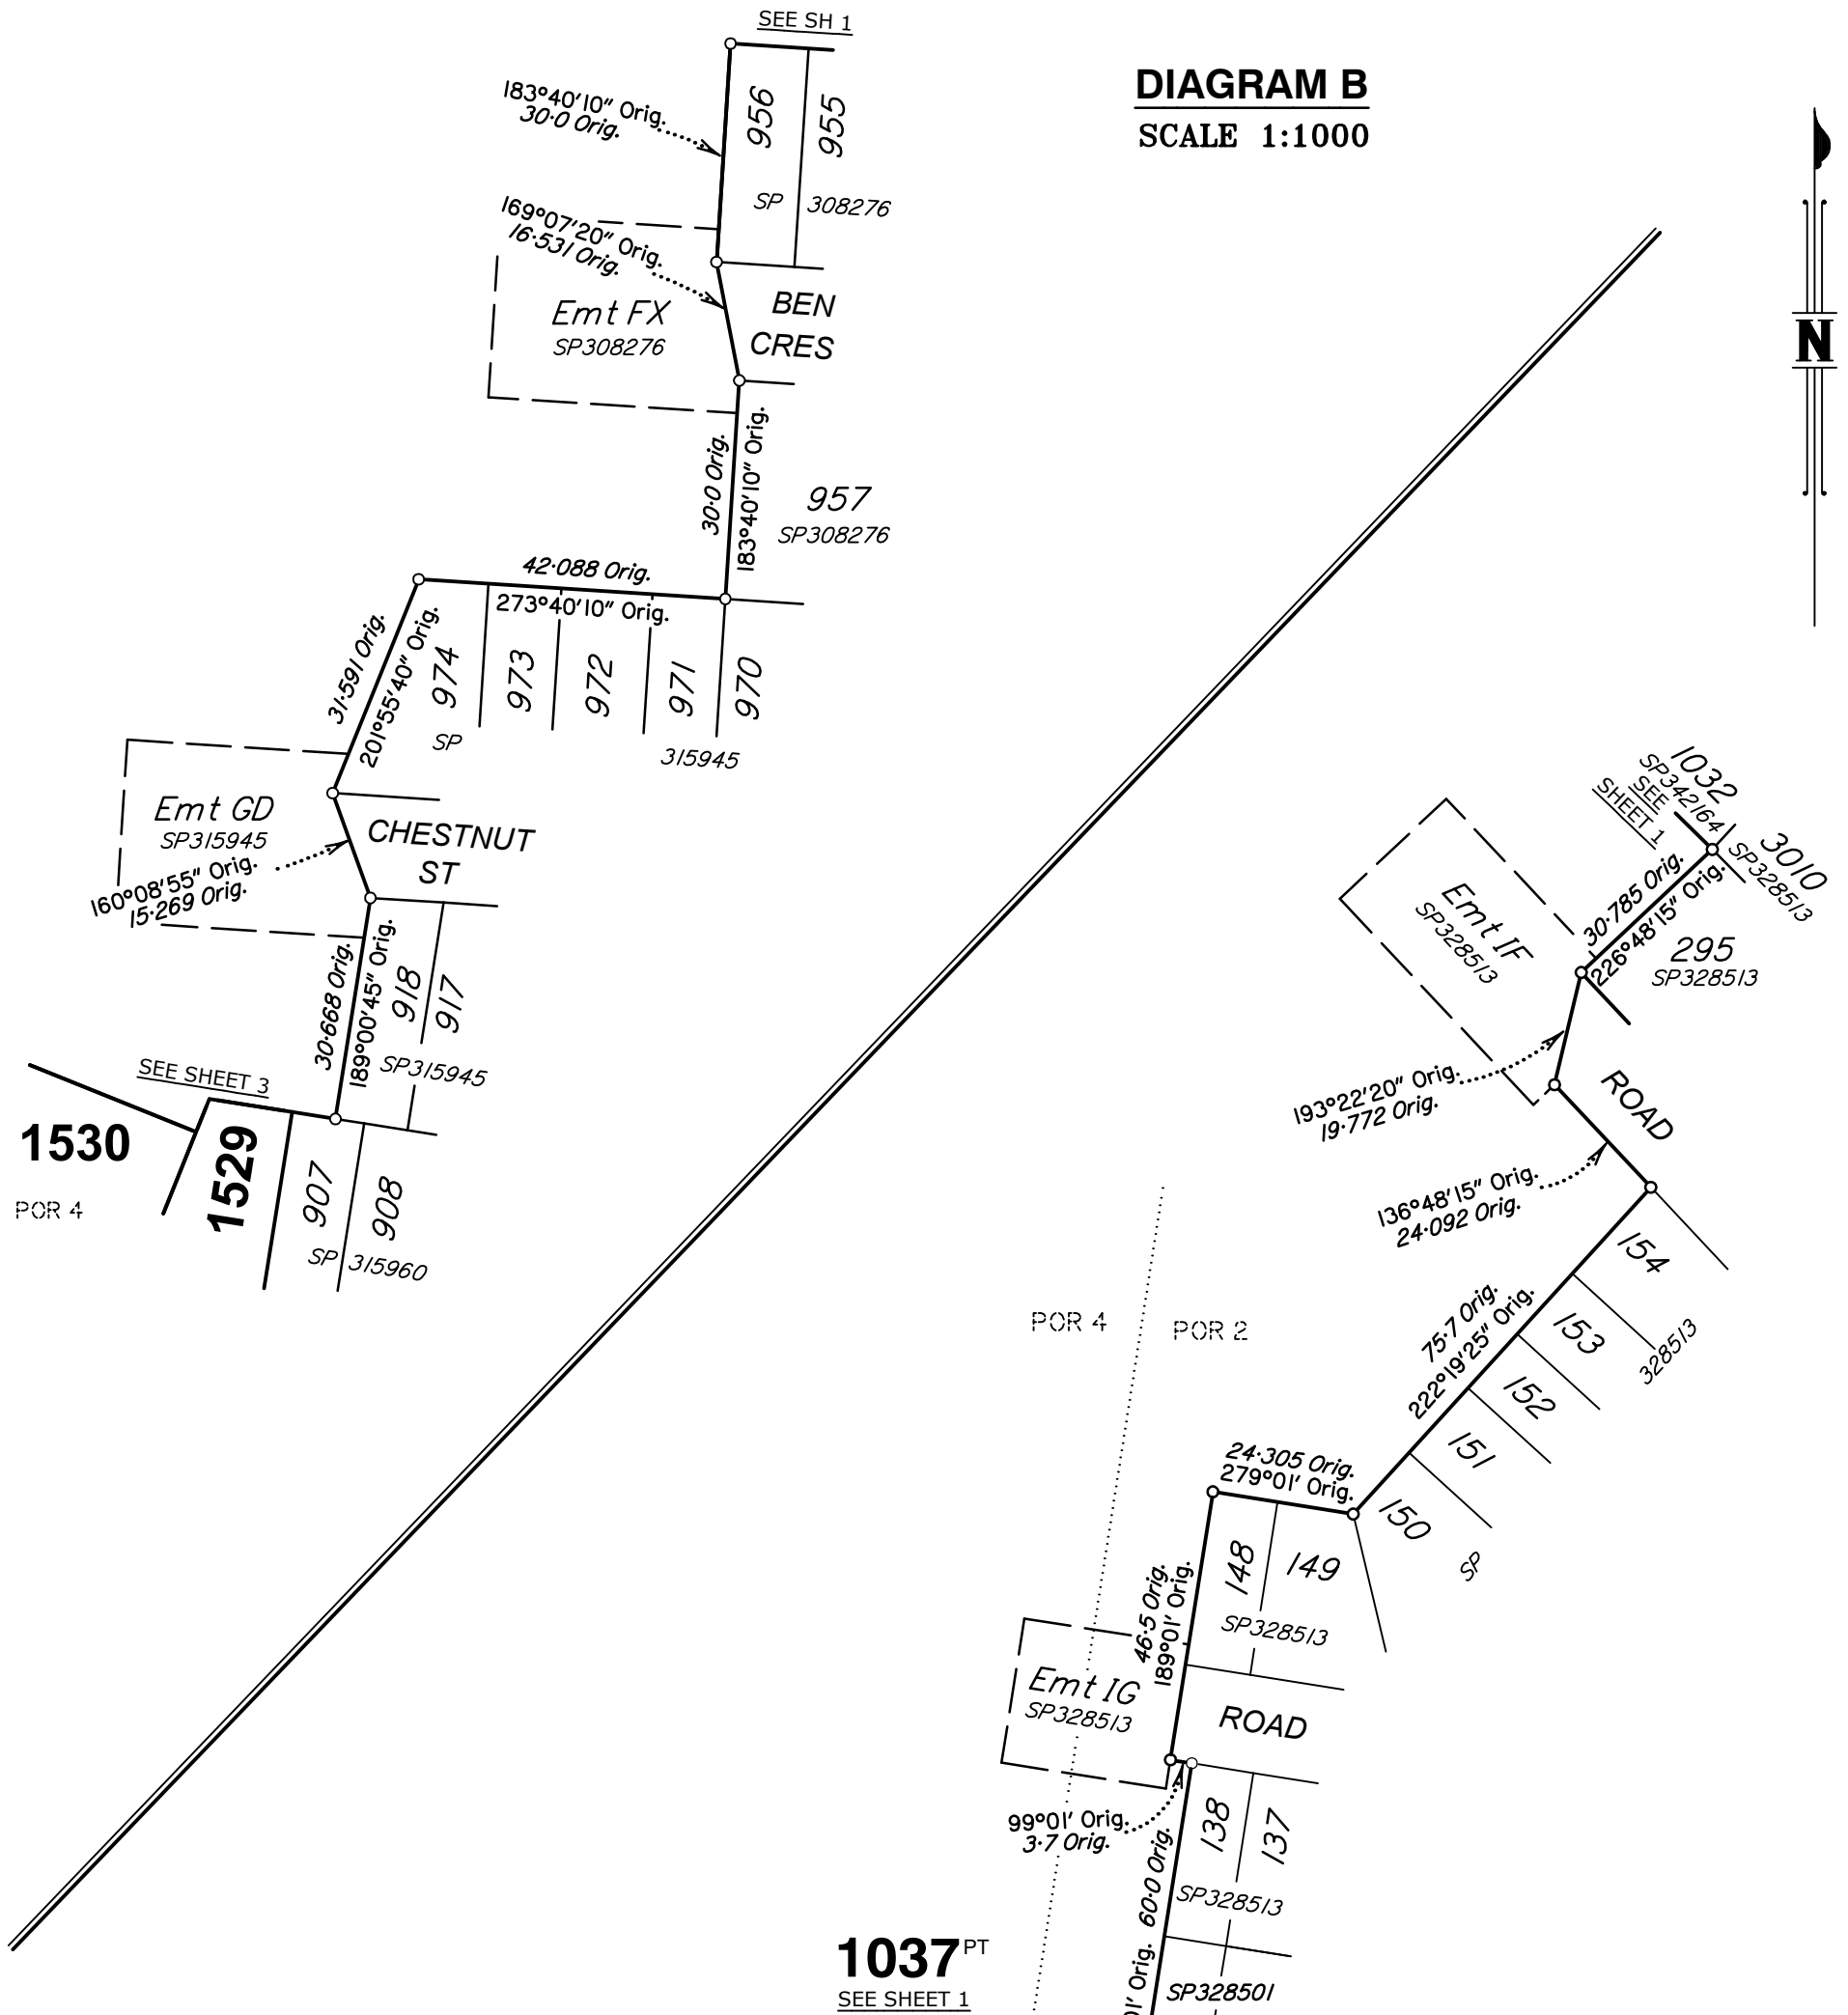 SEE SH 1
DIAGRAM B
SCALE 1:1000
183°40'10" Orig.
30·0 Orig.
956
955
SP 308276
169°07'20" Orig.
16·531 Orig.
Emt FX
SP308276
BEN
CRES
N
30·0 Orig.
183°40'10" Orig.
957
SP308276
42·088 Orig.
273°40'10" Orig.
31·591 Orig.
201°55'40" Orig.
974
973
972
971
970
SP 315945
Emt GD
SP315945
CHESTNUT
ST
160°08'55" Orig.
15·269 Orig.
30·668 Orig.
189°00'45" Orig.
918
917
SP315945
SEE SHEET 3
1530
POR 4
1529
907
908
SP 315960
1032
SP342164
SEE
SHEET 1
3010
SP328513
30·785 Orig.
226°48'15" Orig.
295
SP328513
Emt IF
SP328513
193°22'20" Orig.
19·772 Orig.
ROAD
136°48'15" Orig.
24·092 Orig.
POR 4
POR 2
154
153
152
151
150
SP 328513
75·7 Orig.
222°19'25" Orig.
24·305 Orig.
279°01' Orig.
148
149
SP328513
46·5 Orig.
189°01' Orig.
Emt IG
SP328513
ROAD
99°01' Orig.
3·7 Orig.
138
137
SP328513
60·0 Orig.
01' Orig.
SP328501
1037 PT
SEE SHEET 1